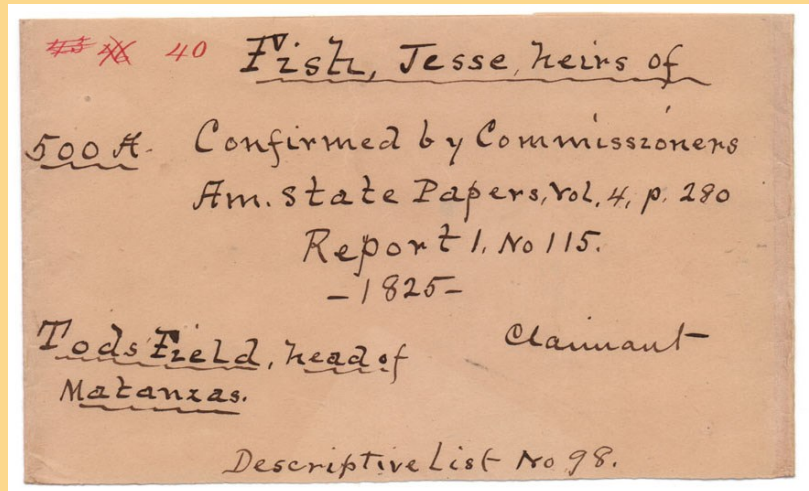 40 Fish, Jesse, heirs of
500 A. Confirmed by Commissioners
Am. State Papers, Vol. 4, p. 280
Report 1. No 115.
-1825-
Tods Field, head of Claimant
Matanzas.
Descriptive List No 98.